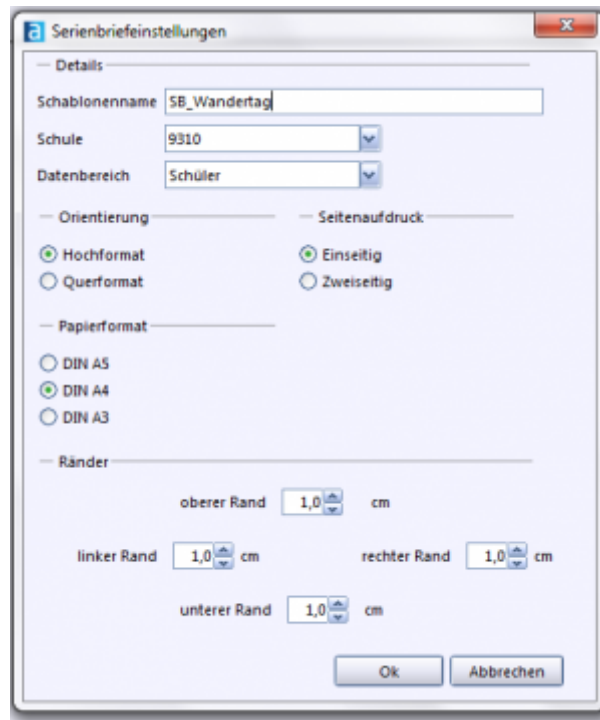 Serienbriefeinstellungen
Details
Schablonenname SB_Wandertag
Schule 9310
Datenbereich Schüler
Orientierung Seitenaufdruck
Hochformat Einseitig
Querformat Zweiseitig
Papierformat
DIN A5
DIN A4
DIN A3
Ränder
oberer Rand 1,0 cm
linker Rand 1,0 cm rechter Rand 1,0 cm
unterer Rand 1,0 cm
Ok Abbrechen